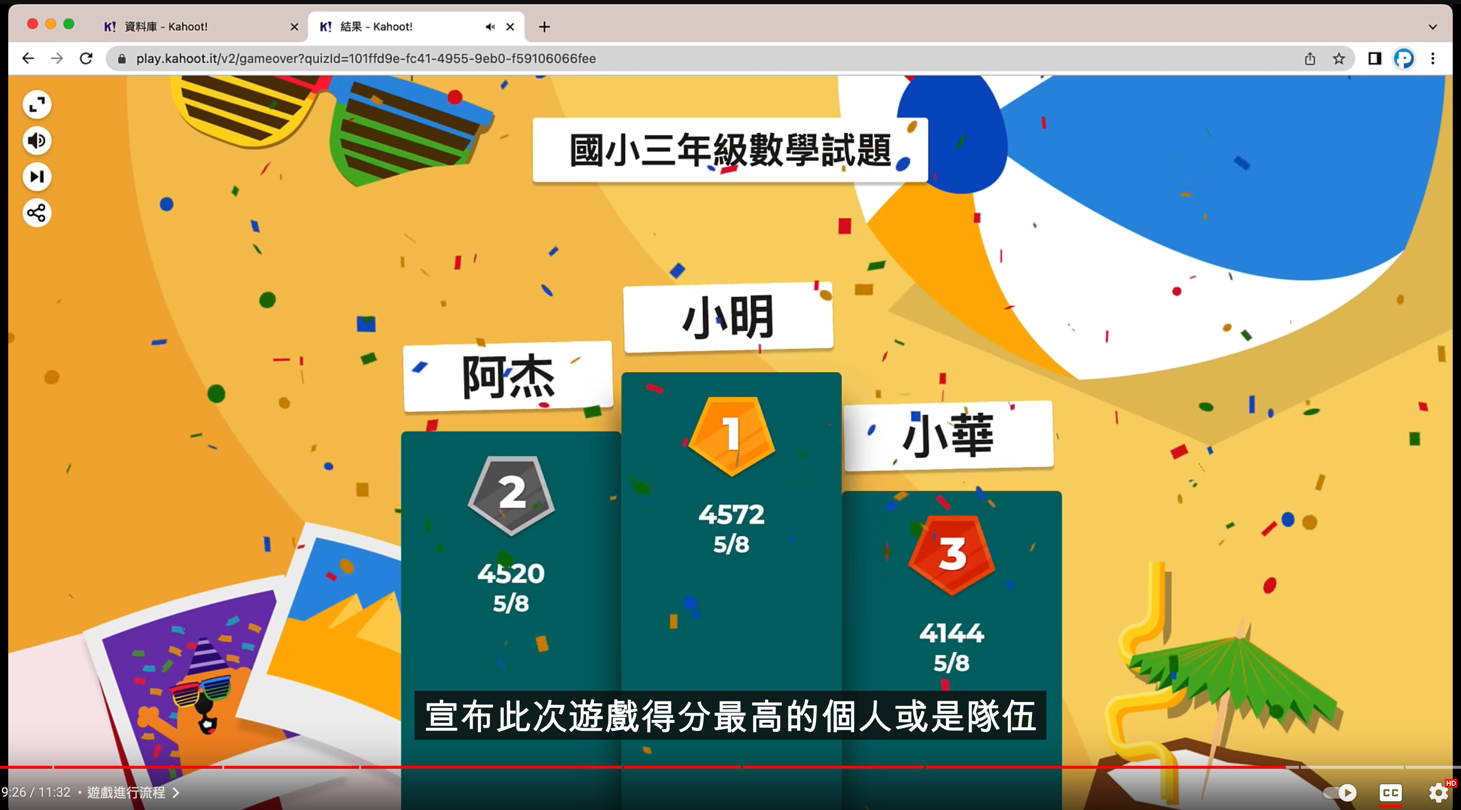 K! 資料庫 - Kahoot!
K! 結果 - Kahoot!
play.kahoot.it/v2/gameover?quizId=101ffd9e-fc41-4955-9eb0-f59106066fee
國小三年級數學試題
小明
阿杰
小華
1
4572
5/8
2
4520
5/8
3
4144
5/8
宣布此次遊戲得分最高的個人或是隊伍
9:26 / 11:32 • 遊戲進行流程
CC
HD